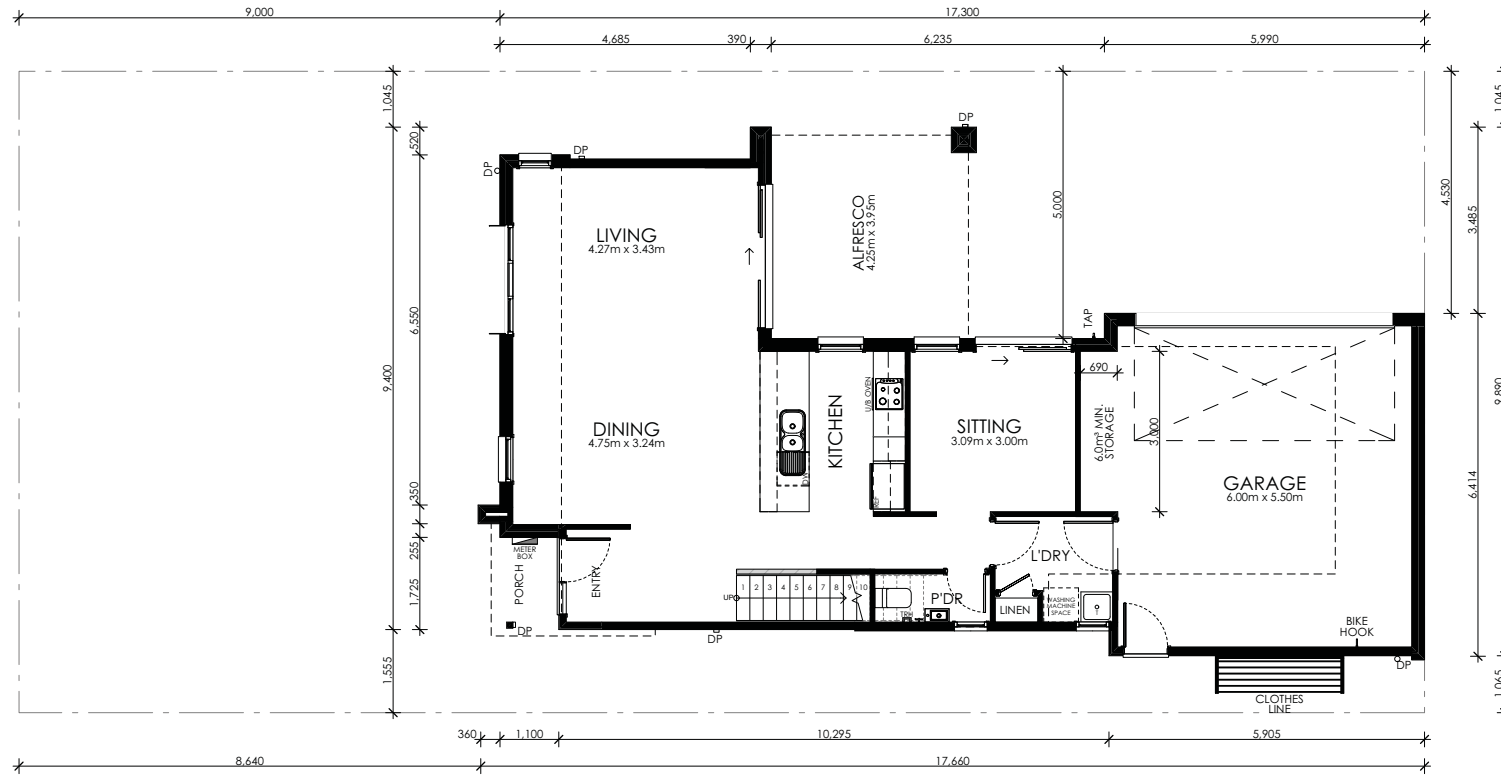 9,000
17,300
4,685
390
6,235
5,990
1,045
520
6,550
9,400
350
255
1,725
1,555
5,000
4,530
3,485
1,045
9,890
6,414
1,065
DP
DP
DP
LIVING
4.27m x 3.43m
ALFRESCO
4.25m x 3.95m
TAP
690
U/B OVEN
KITCHEN
DINING
4.75m x 3.24m
SITTING
3.09m x 3.00m
6.0m³ MIN.
STORAGE
3,000
GARAGE
6.00m x 5.50m
DW
REF
METER
BOX
PORCH
ENTRY
L'DRY
UP
1 2 3 4 5 6 7 8 9 10
P'DR
TRH
LINEN
WASHING
MACHINE
SPACE
T
BIKE
HOOK
DP
DP
DP
CLOTHES
LINE
360
1,100
10,295
5,905
8,640
17,660